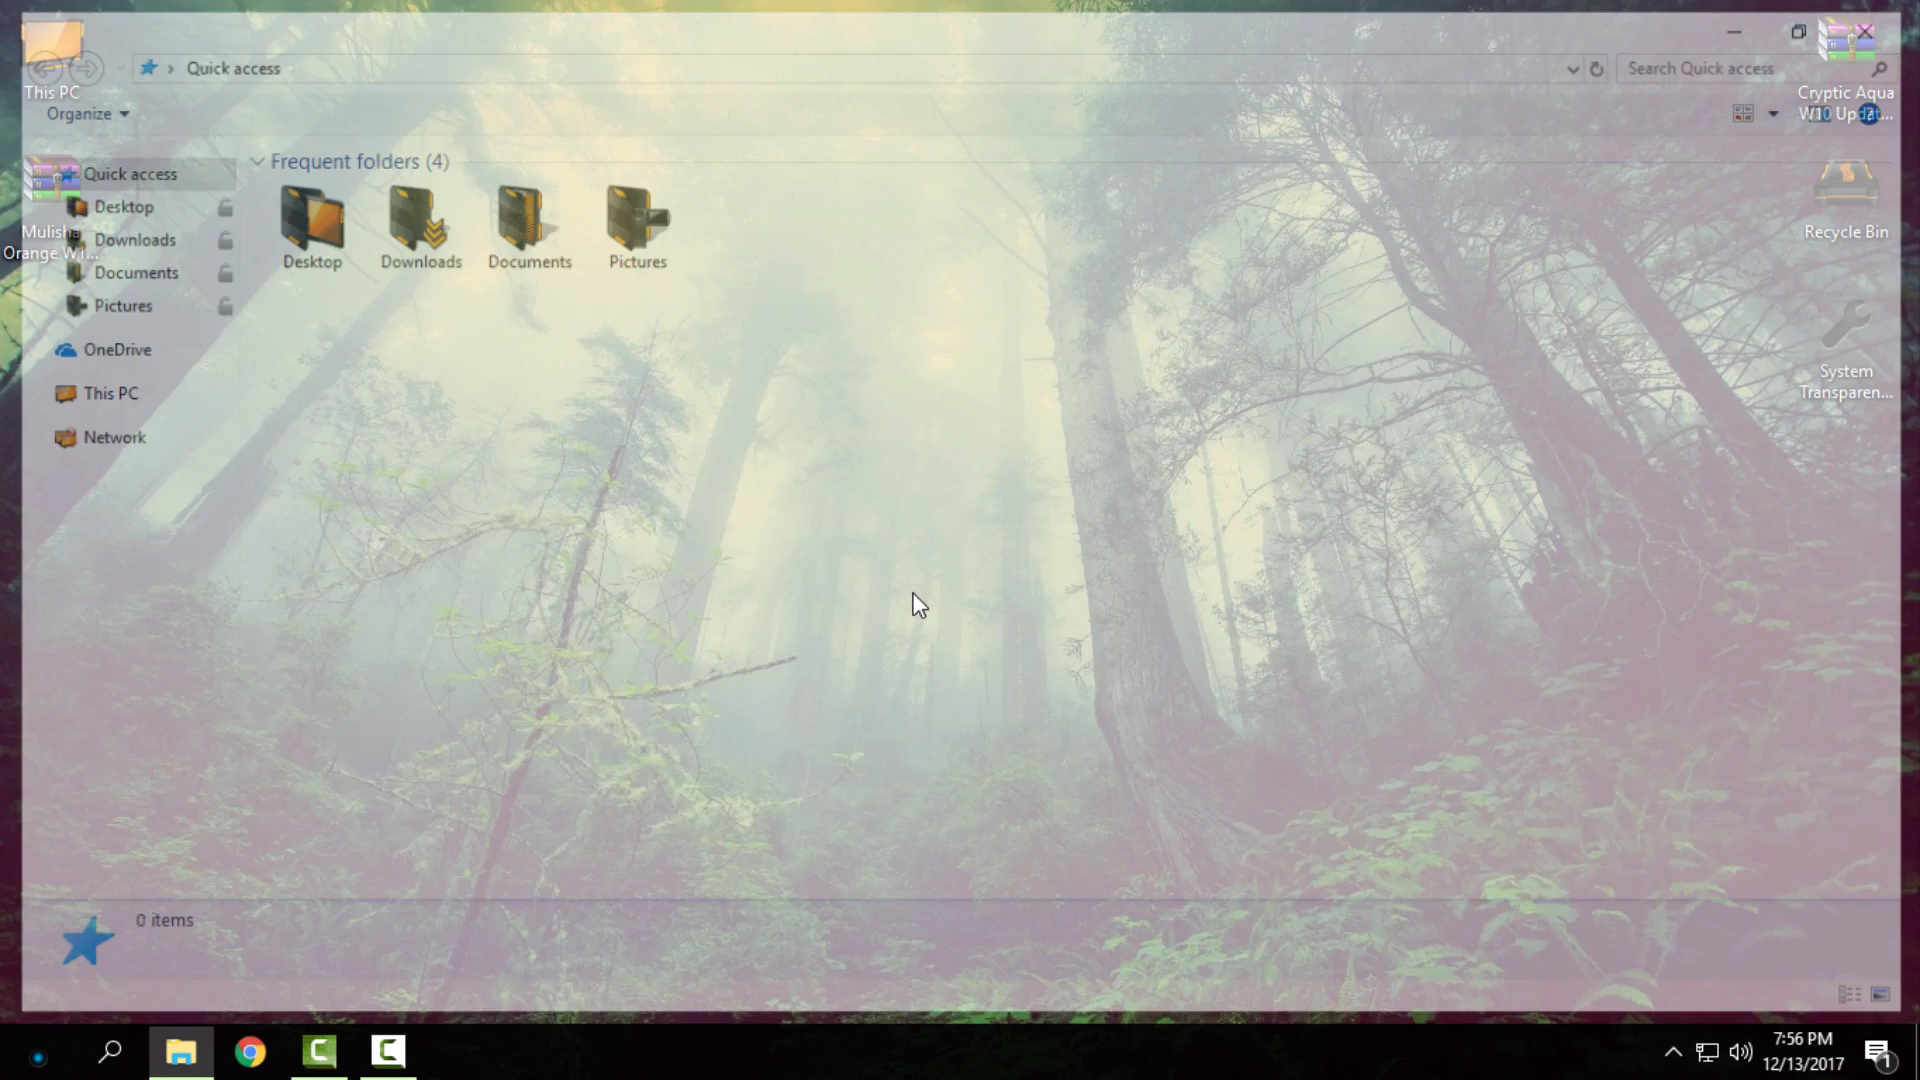 This PC
Quick access
Search Quick access
Organize
Cryptic Aqua
W10 Updat...
Frequent folders (4)
Quick access
Desktop
Downloads
Documents
Pictures
OneDrive
This PC
Network
Mulisha
Orange W1...
Desktop
Downloads
Documents
Pictures
Recycle Bin
System
Transparen...
0 items
7:56 PM
12/13/2017
1